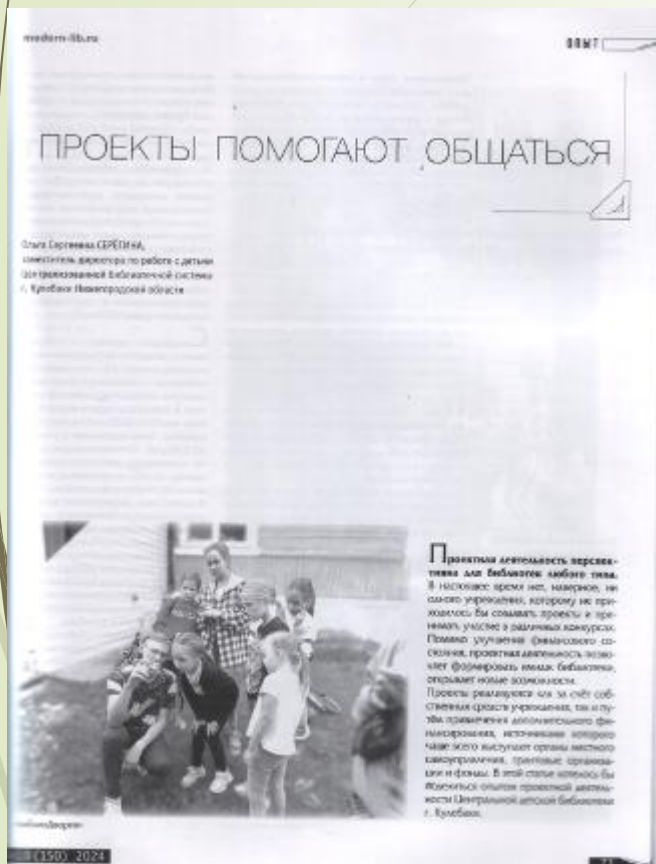 modern-lib.ru
ОПЫТ
ПРОЕКТЫ ПОМОГАЮТ ОБЩАТЬСЯ
Ольга Сергеевна СЕРЁГИНА,
заместитель директора по работе с детьми
Централизованной библиотечной системы
г. Кулебаки Нижегородской области
Проектная деятельность перспек-
тивна для библиотек любого типа.
В настоящее время нет, наверное, ни
одного учреждения, которому не при-
ходилось бы создавать проекты и при-
нимать участие в различных конкурсах.
Помимо улучшения финансового со-
стояния, проектная деятельность позво-
ляет формировать имидж библиотеки,
открывает новые возможности.
Проекты реализуются как за счёт соб-
ственных средств учреждения, так и пу-
тём привлечения дополнительного фи-
нансирования, источниками которого
чаще всего выступают органы местного
самоуправления, грантовые организа-
ции и фонды. В этой статье хотелось бы
поделиться опытом проектной деятель-
ности Центральной детской библиотеки
г. Кулебаки.
(150) 2024